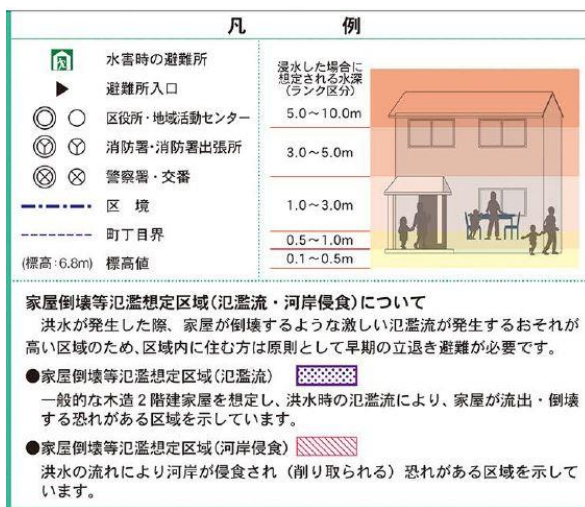 凡 例
水害時の避難所
避難所入口
区役所・地域活動センター
消防署・消防署出張所
警察署・交番
区 境
町丁目界
(標高:6.8m) 標高値
浸水した場合に
想定される水深
(ランク区分)
5.0～10.0m
3.0～5.0m
1.0～3.0m
0.5～1.0m
0.1～0.5m
家屋倒壊等氾濫想定区域(氾濫流・河岸侵食)について
洪水が発生した際、家屋が倒壊するような激しい氾濫流が発生するおそれが
高い区域のため、区域内に住む方は原則として早期の立退き避難が必要です。
●家屋倒壊等氾濫想定区域(氾濫流)
一般的な木造2階建家屋を想定し、洪水時の氾濫流により、家屋が流出・倒壊
する恐れがある区域を示しています。
●家屋倒壊等氾濫想定区域(河岸侵食)
洪水の流れにより河岸が侵食され(削り取られる)恐れがある区域を示して
います。